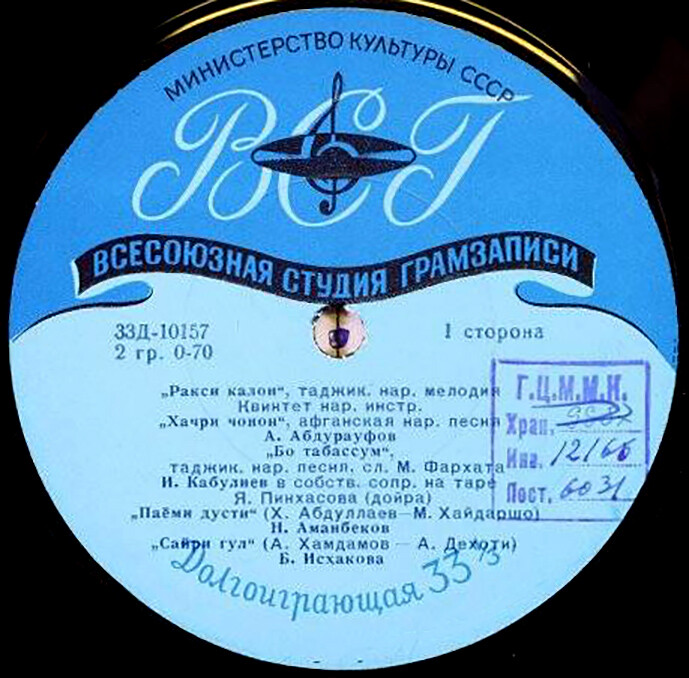 МИНИСТЕРСТВО КУЛЬТУРЫ СССР
ВСГ
ВСЕСОЮЗНАЯ СТУДИЯ ГРАМЗАПИСИ
33Д-10157
2 гр. 0-70
I сторона
„Ракси калон“, таджик. нар. мелодия
Квинтет нар. инстр.
„Хачри чонон“, афганская нар. песня
А. Абдурауфов
„Бо табассум“,
таджик. нар. песня, сл. М. Фархата
И. Кабулиев в собств. сопр. на таре
Я. Пинхасова (дойра)
„Паёми дусти“ (Х. Абдуллаев—М. Хайдаршо)
Н. Аманбеков
„Сайри гул“ (А. Хамдамов — А. Дехоти)
Б. Исхакова
Долгоиграющая 33⅓
Г.Ц.М.М.К.
Хран.
Инв. 12166
Пост. 6031